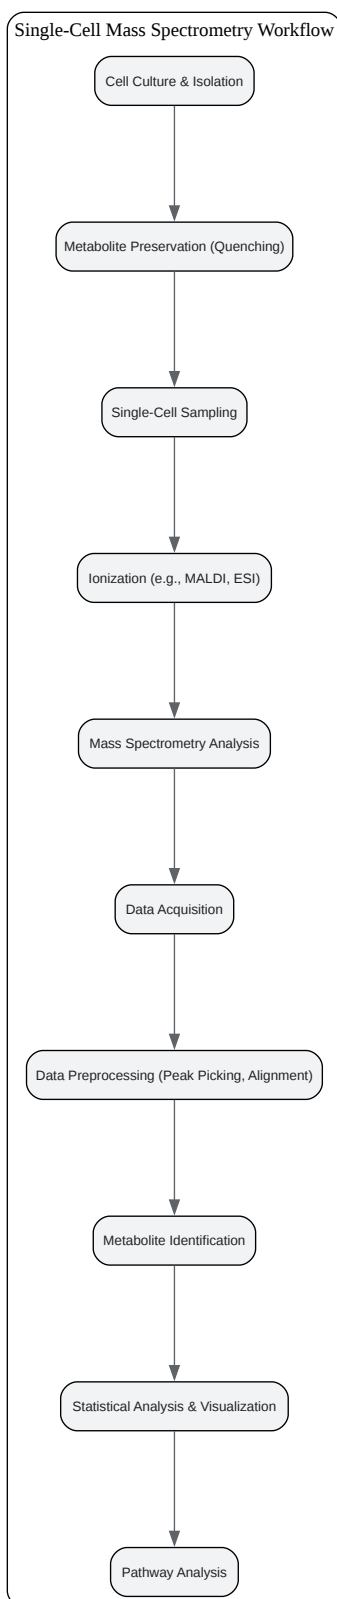 Single-Cell Mass Spectrometry Workflow
Cell Culture & Isolation
Metabolite Preservation (Quenching)
Single-Cell Sampling
Ionization (e.g., MALDI, ESI)
Mass Spectrometry Analysis
Data Acquisition
Data Preprocessing (Peak Picking, Alignment)
Metabolite Identification
Statistical Analysis & Visualization
Pathway Analysis